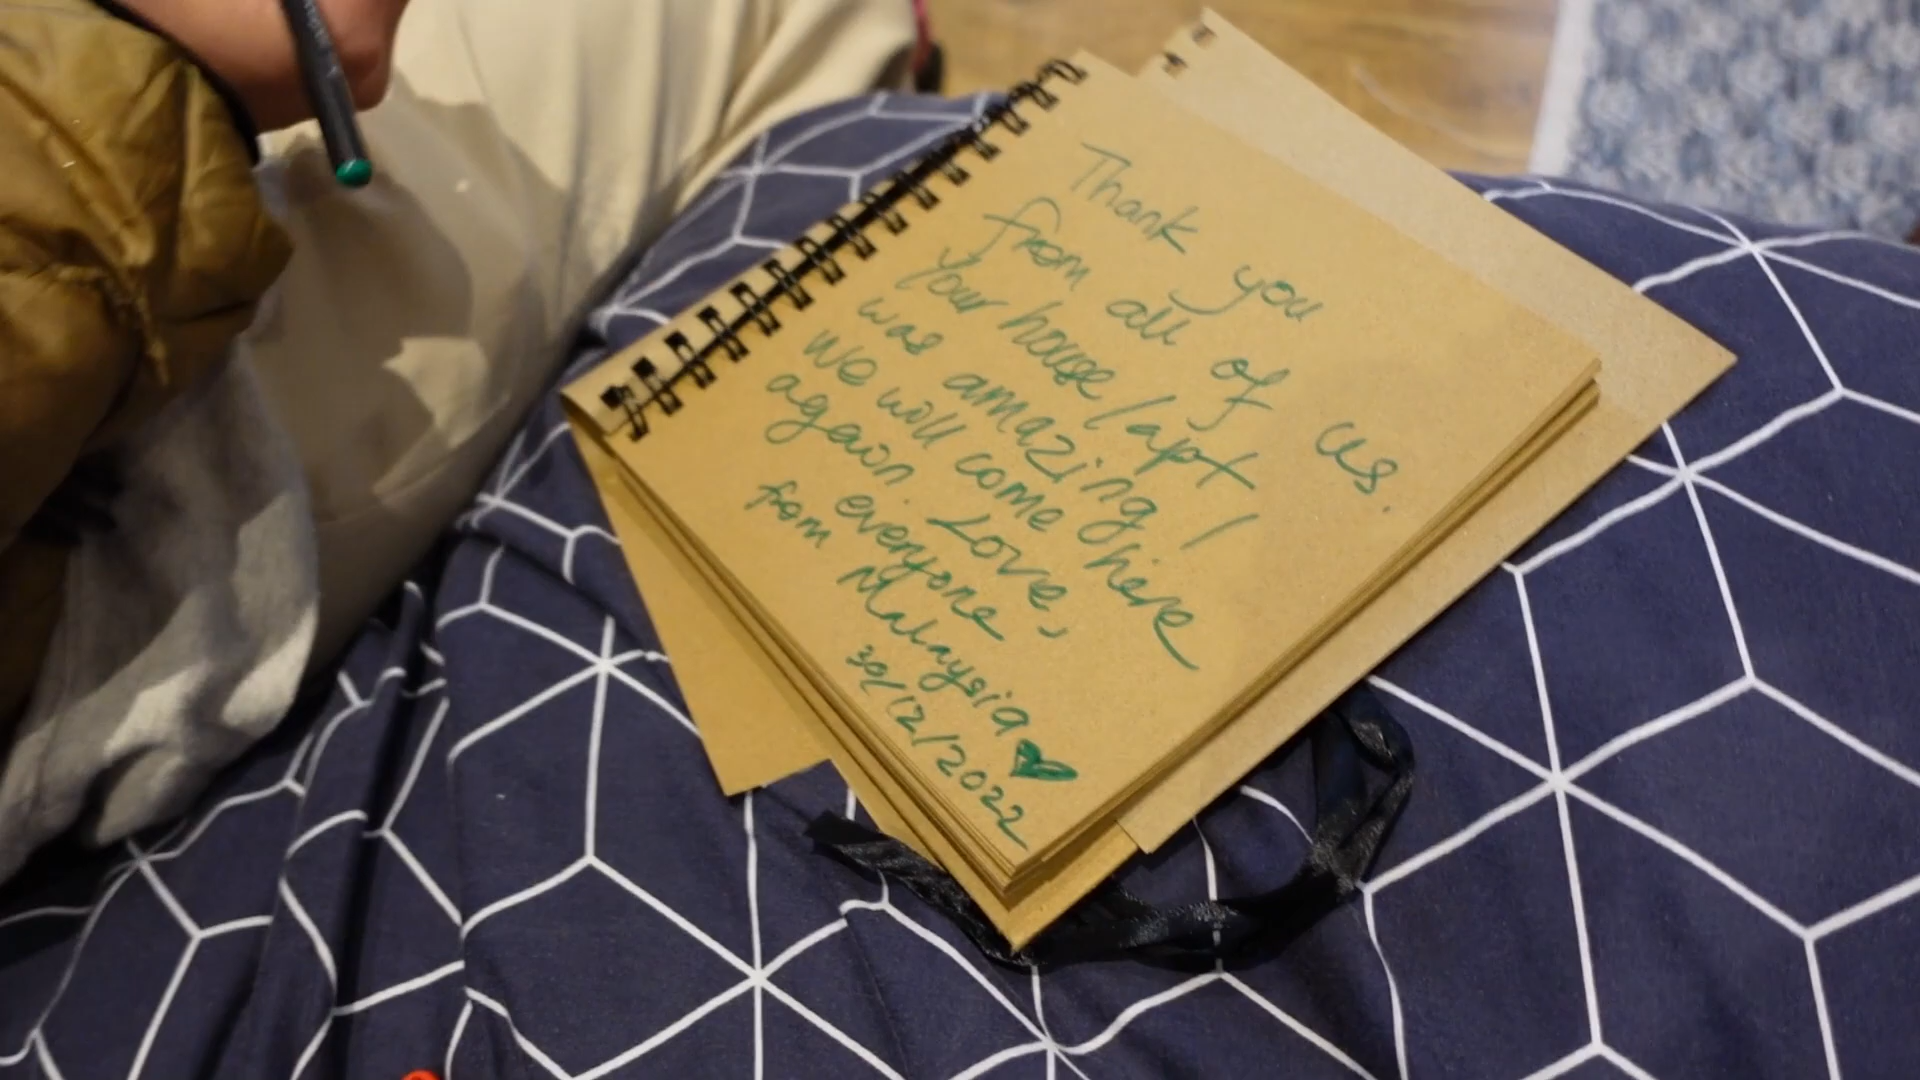 Thank you
from all of us.
Your house/apt
was amazing!
We will come here
again. Love,
everyone
from
Malaysia ♥
30/12/2022